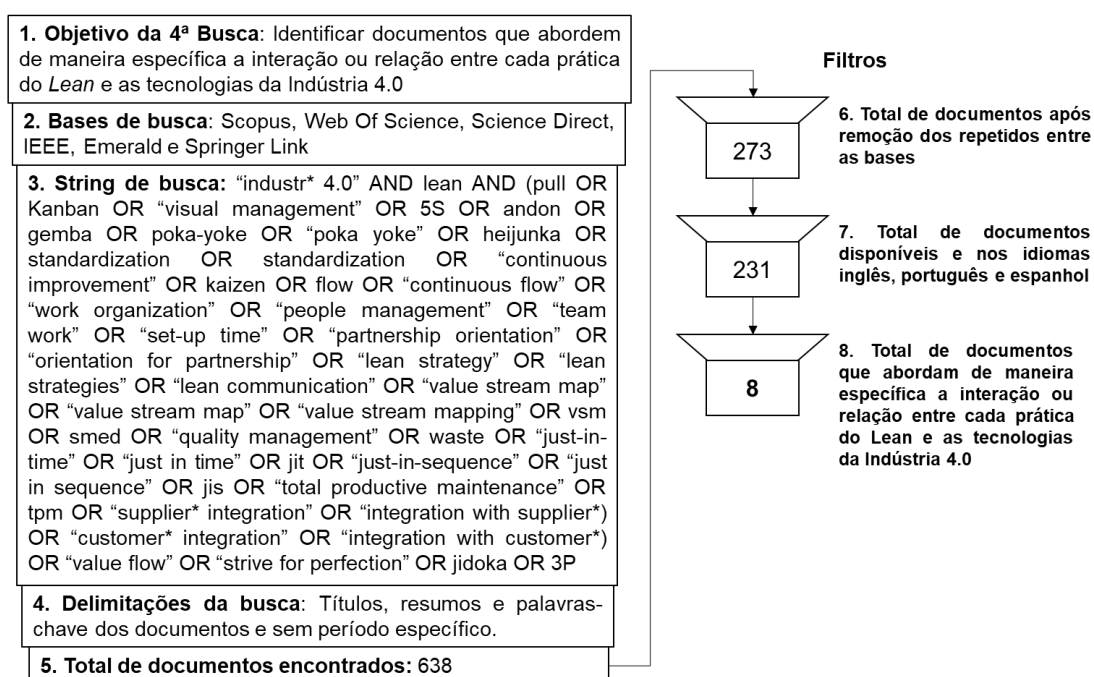 1. Objetivo da 4ª Busca: Identificar documentos que abordem
de maneira específica a interação ou relação entre cada prática
do Lean e as tecnologias da Indústria 4.0
2. Bases de busca: Scopus, Web Of Science, Science Direct,
IEEE, Emerald e Springer Link
3. String de busca: “industr* 4.0” AND lean AND (pull OR
Kanban OR “visual management” OR 5S OR andon OR
gemba OR poka-yoke OR “poka yoke” OR heijunka OR
standardization OR standardization OR “continuous
improvement” OR kaizen OR flow OR “continuous flow” OR
“work organization” OR “people management” OR “team
work” OR “set-up time” OR “partnership orientation” OR
“orientation for partnership” OR “lean strategy” OR “lean
strategies” OR “lean communication” OR “value stream map”
OR “value stream map” OR “value stream mapping” OR vsm
OR smed OR “quality management” OR waste OR “just-in-
time” OR “just in time” OR jit OR “just-in-sequence” OR “just
in sequence” OR jis OR “total productive maintenance” OR
tpm OR “supplier* integration” OR “integration with supplier*)
OR “customer* integration” OR “integration with customer*)
OR “value flow” OR “strive for perfection” OR jidoka OR 3P
4. Delimitações da busca: Títulos, resumos e palavras-
chave dos documentos e sem período específico.
5. Total de documentos encontrados: 638
Filtros
273
6. Total de documentos após
remoção dos repetidos entre
as bases
231
7. Total de documentos
disponíveis e nos idiomas
inglês, português e espanhol
8
8. Total de documentos
que abordam de maneira
específica a interação ou
relação entre cada prática
do Lean e as tecnologias
da Indústria 4.0